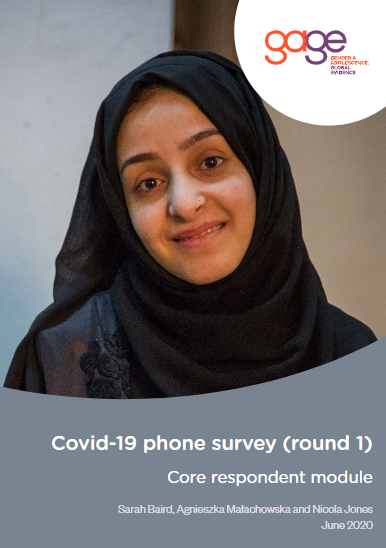 gage
GENDER &
ADOLESCENCE:
GLOBAL
EVIDENCE
Covid-19 phone survey (round 1)
Core respondent module
Sarah Baird, Agnieszka Małachowska and Nicola Jones
June 2020